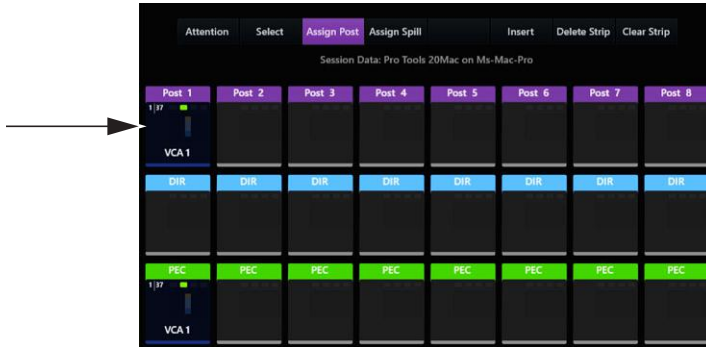 Attention Select Assign Post Assign Spill Insert Delete Strip Clear Strip
Session Data: Pro Tools 20Mac on Ms-Mac-Pro
Post 1 Post 2 Post 3 Post 4 Post 5 Post 6 Post 7 Post 8
1|37
VCA 1
DIR DIR DIR DIR DIR DIR DIR DIR
PEC PEC PEC PEC PEC PEC PEC PEC
1|37
VCA 1